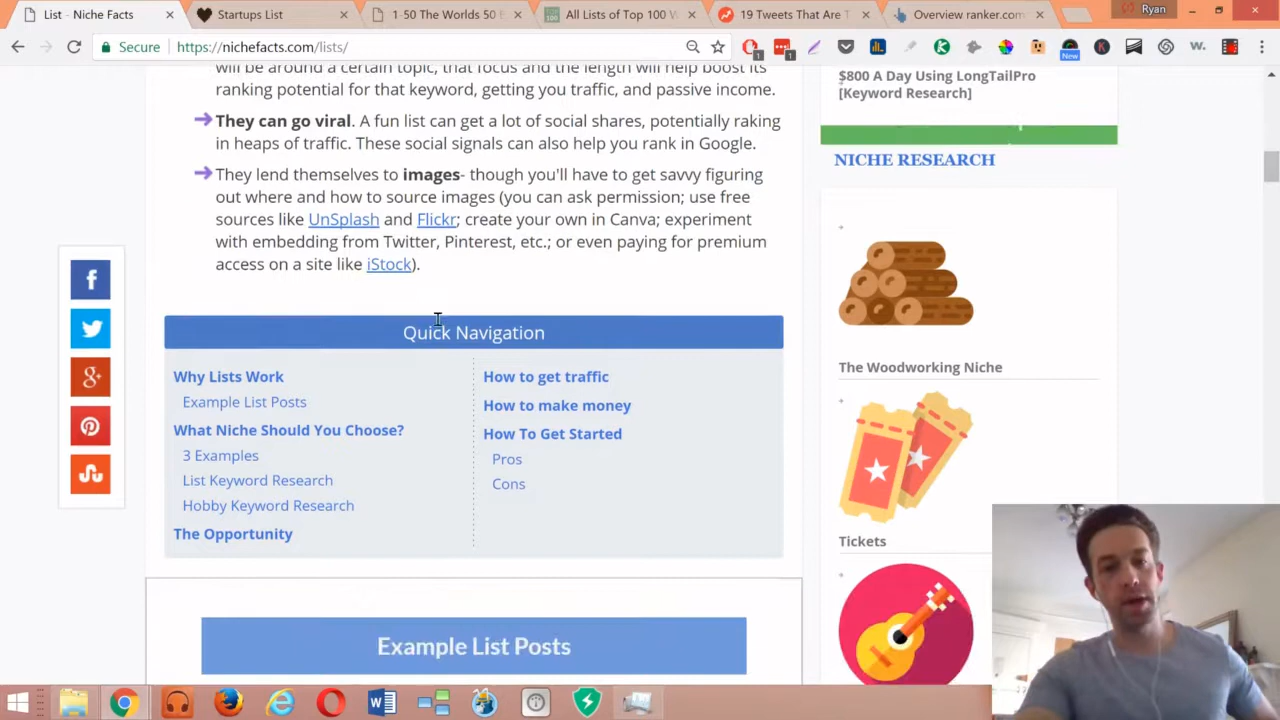 List - Niche Facts
Startups List
1-50 The Worlds 50
All Lists of Top 100 W
19 Tweets That Are T
Overview ranker.com
Ryan
Secure
https://nichefacts.com/lists/
New
will be around a certain topic, that focus and the length will help boost its
ranking potential for that keyword, getting you traffic, and passive income.
They can go viral. A fun list can get a lot of social shares, potentially raking
in heaps of traffic. These social signals can also help you rank in Google.
They lend themselves to images- though you'll have to get savvy figuring
out where and how to source images (you can ask permission; use free
sources like UnSplash and Flickr; create your own in Canva; experiment
with embedding from Twitter, Pinterest, etc.; or even paying for premium
access on a site like iStock).
Quick Navigation
Why Lists Work
Example List Posts
What Niche Should You Choose?
3 Examples
List Keyword Research
Hobby Keyword Research
The Opportunity
How to get traffic
How to make money
How To Get Started
Pros
Cons
Example List Posts
$800 A Day Using LongTailPro
[Keyword Research]
NICHE RESEARCH
The Woodworking Niche
Tickets